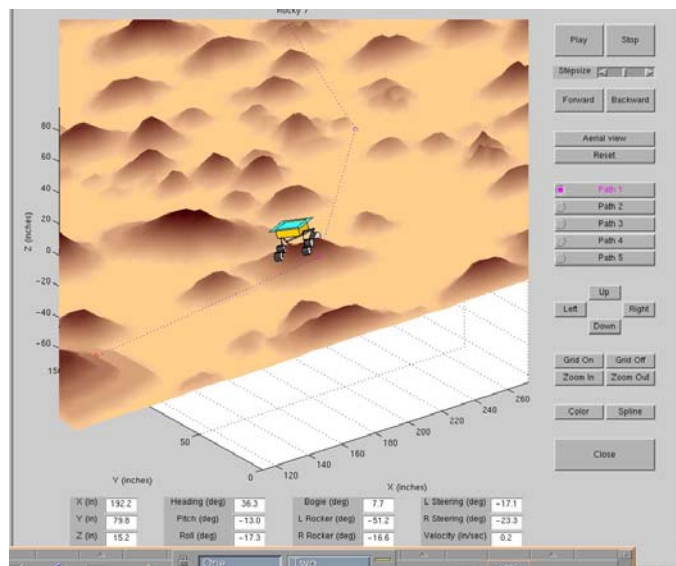 Rocky 7
Play
Stop
Stepsize
Forward
Backward
Aerial view
Reset
Path 1
Path 2
Path 3
Path 4
Path 5
Up
Left
Right
Down
Grid On
Grid Off
Zoom In
Zoom Out
Color
Spline
Close
Z (inches)
80
60
40
20
0
-20
-40
-60
50
0
Y (inches)
120
140
160
180
200
220
240
260
X (inches)
X (in) 192.2
Heading (deg) 36.3
Bogie (deg) 7.7
L Steering (deg) -17.1
Y (in) 79.8
Pitch (deg) -13.0
L Rocker (deg) -51.2
R Steering (deg) -23.3
Z (in) 15.2
Roll (deg) -17.3
R Rocker (deg) -16.6
Velocity (in/sec) 0.2